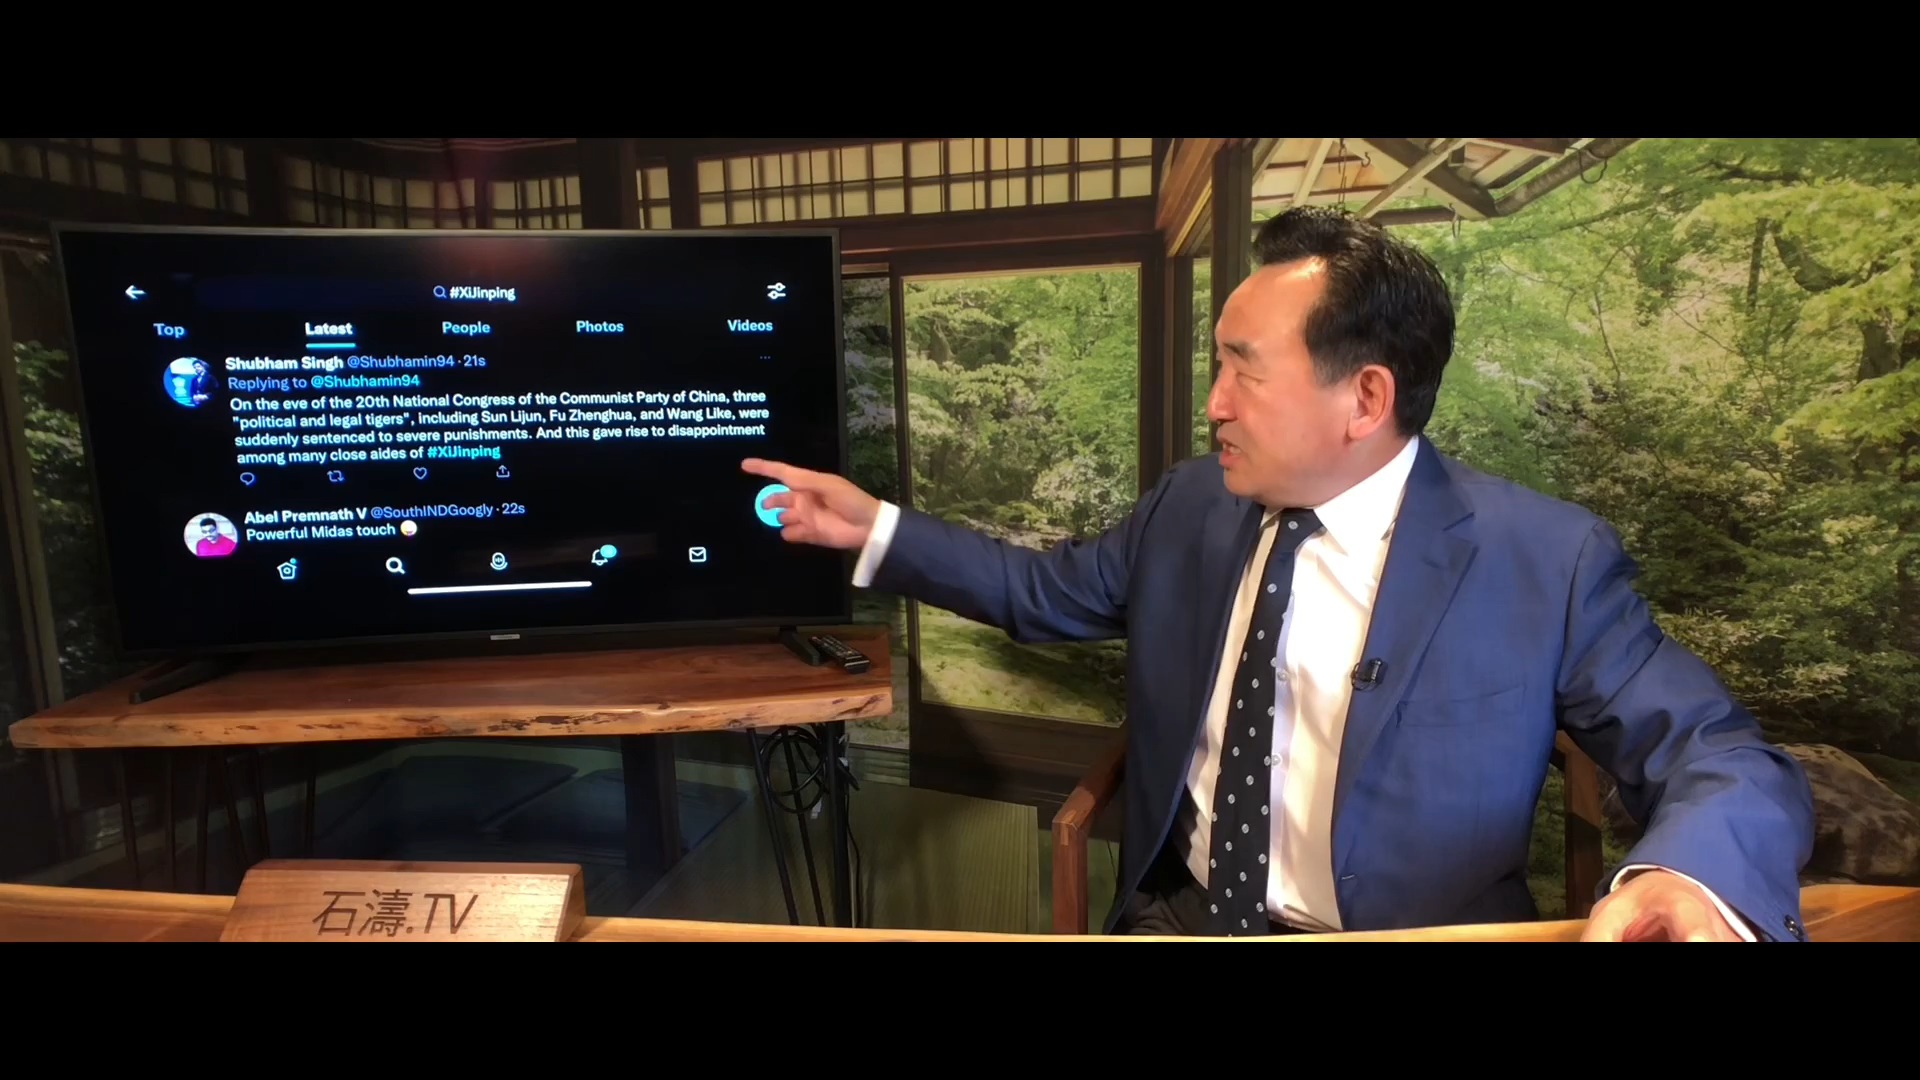 #XiJinping
Top Latest People Photos Videos
Shubham Singh @Shubhamin94 · 21s
Replying to @Shubhamin94
On the eve of the 20th National Congress of the Communist Party of China, three
"political and legal tigers", including Sun Lijun, Fu Zhenghua, and Wang Like, were
suddenly sentenced to severe punishments. And this gave rise to disappointment
among many close aides of #XiJinping
Abel Premnath V @SouthINDGoogly · 22s
Powerful Midas touch
石濤.TV